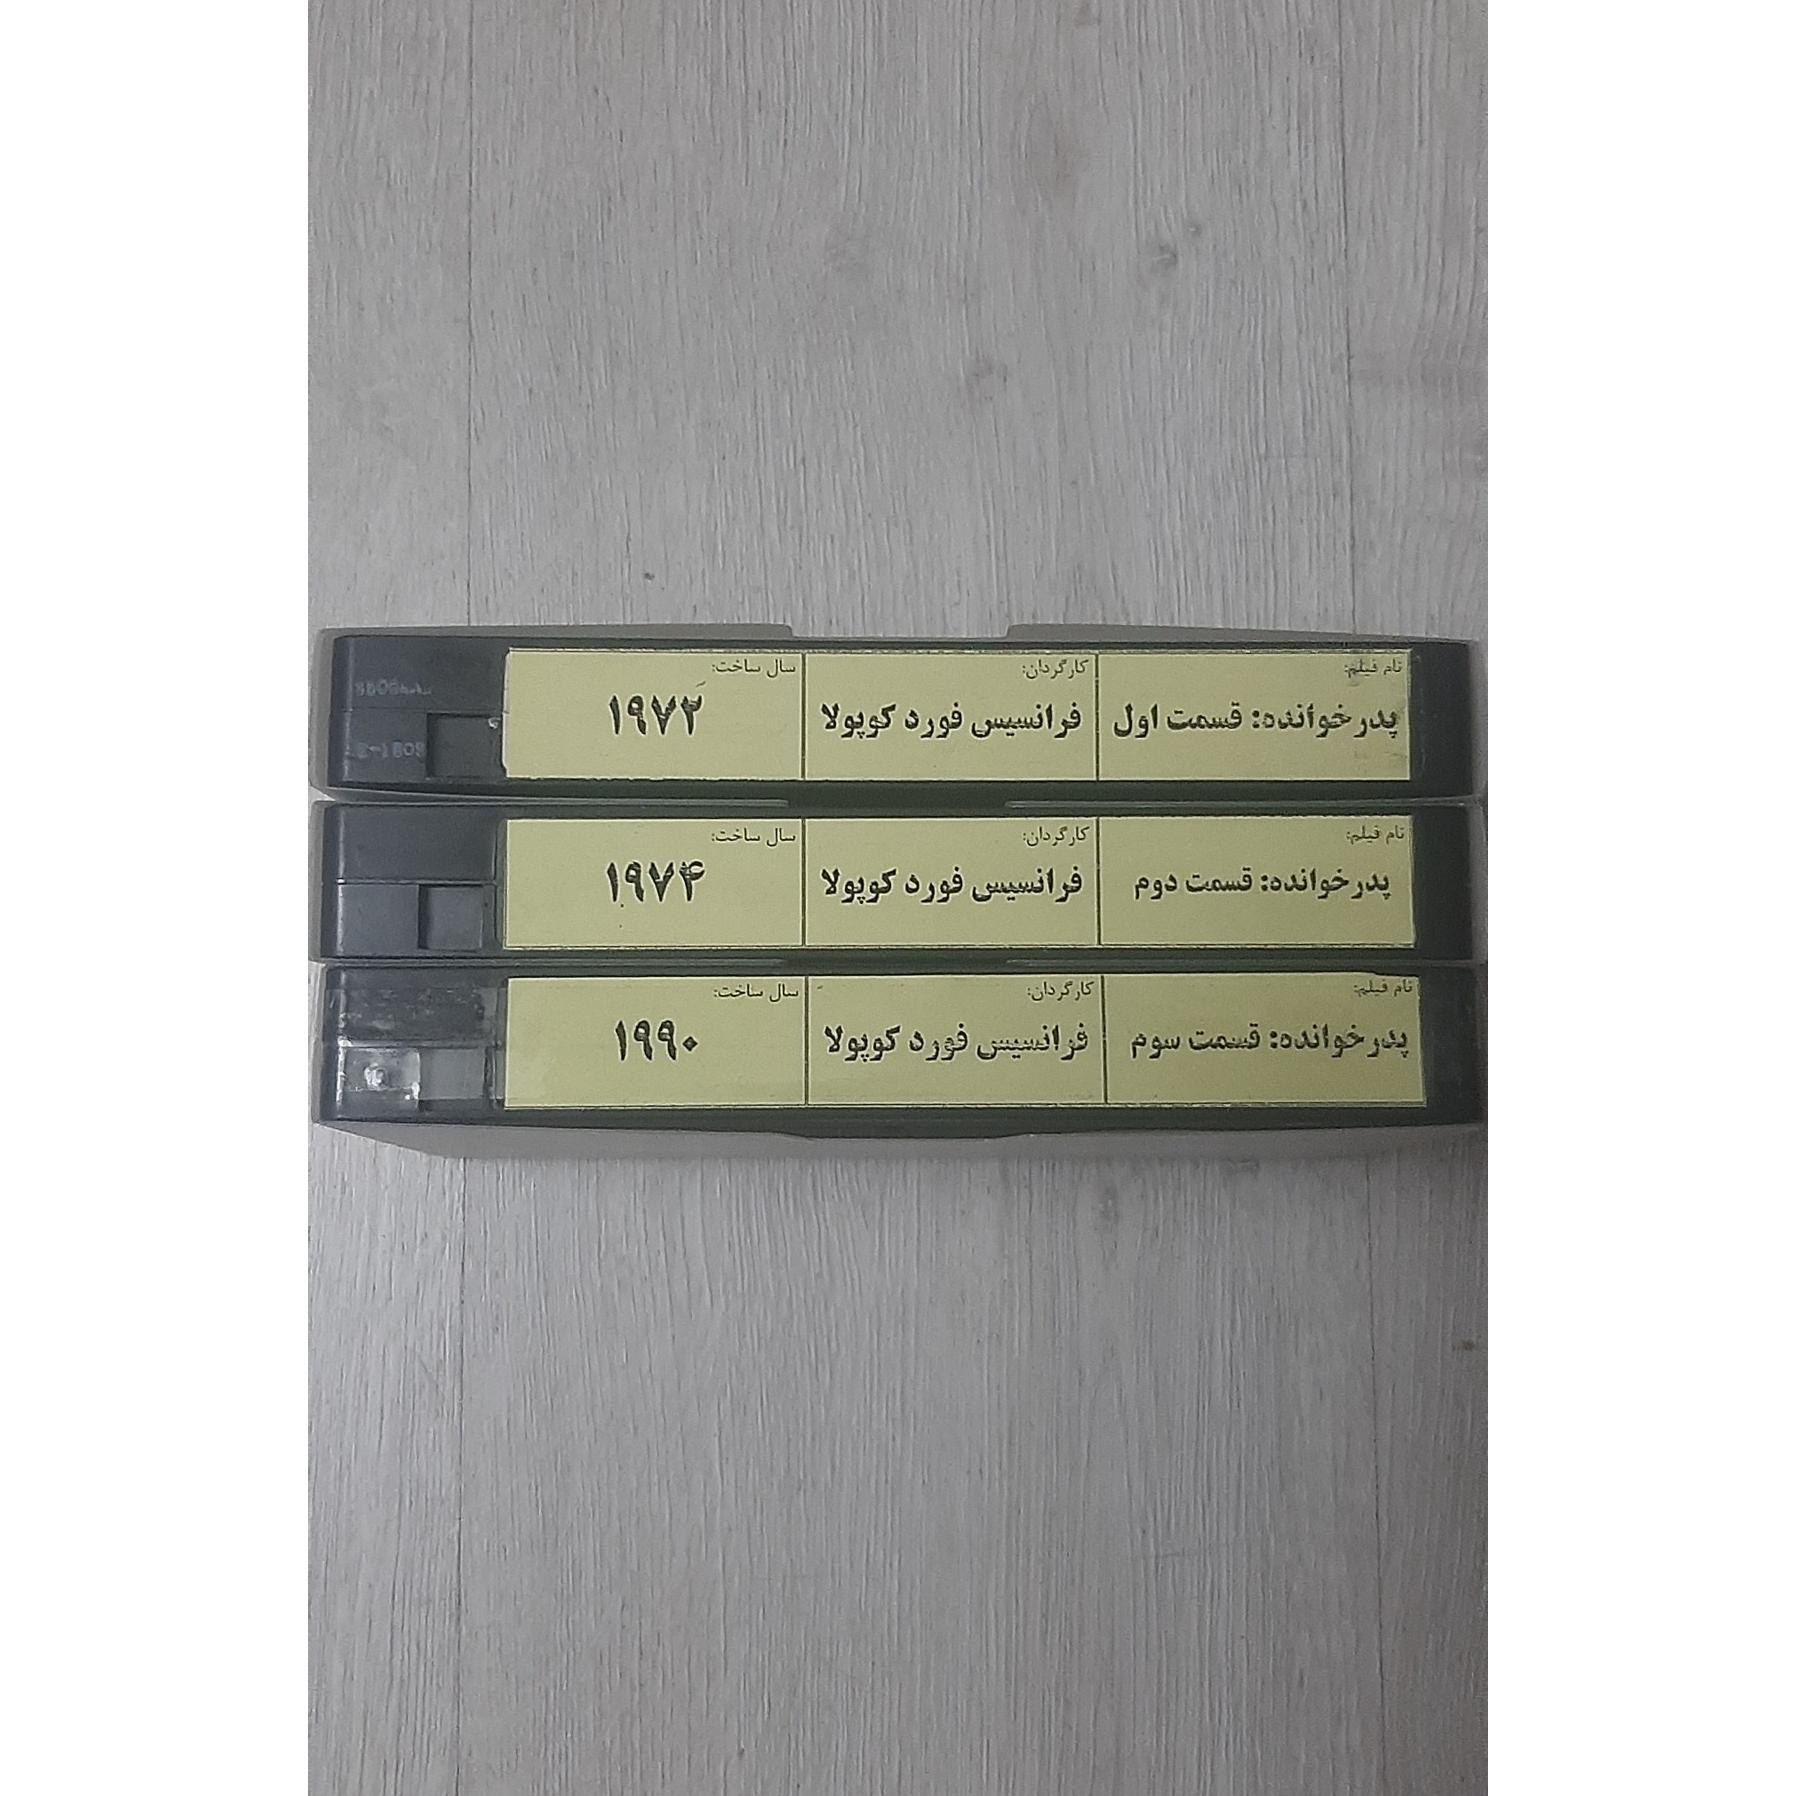 نام فیلم: کارگردان: سال ساخت:
پدرخوانده: قسمت اول فرانسیس فورد کوپولا ۱۹۷۲
نام فیلم: کارگردان: سال ساخت:
پدرخوانده: قسمت دوم فرانسیس فورد کوپولا ۱۹۷۴
نام فیلم: کارگردان: سال ساخت:
پدرخوانده: قسمت سوم فرانسیس فورد کوپولا ۱۹۹۰